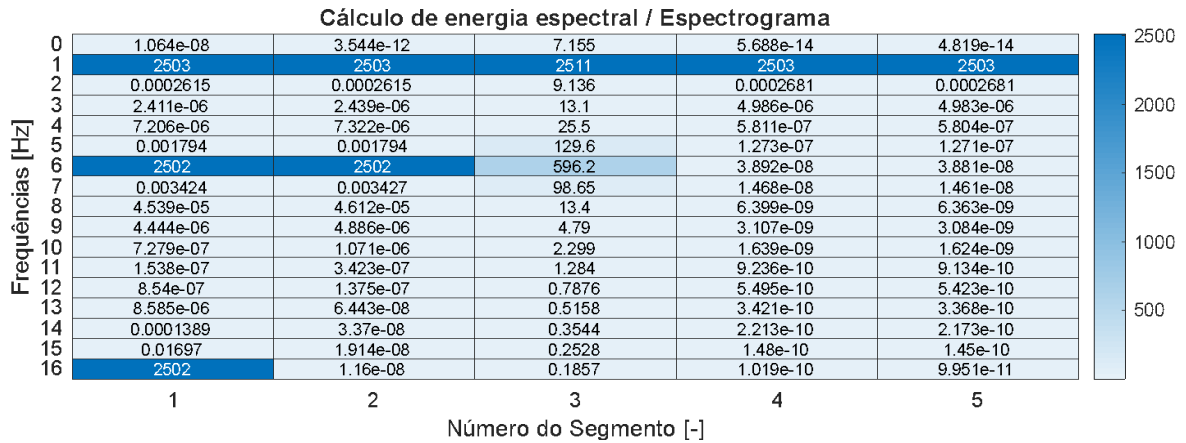 Cálculo de energia espectral / Espectrograma
0 1.064e-08 3.544e-12 7.155 5.688e-14 4.819e-14
1 2503 2503 2511 2503 2503
2 0.0002615 0.0002615 9.136 0.0002681 0.0002681
3 2.411e-06 2.439e-06 13.1 4.986e-06 4.983e-06
4 7.206e-06 7.322e-06 25.5 5.811e-07 5.804e-07
5 0.001794 0.001794 129.6 1.273e-07 1.271e-07
6 2502 2502 596.2 3.892e-08 3.881e-08
7 0.003424 0.003427 98.65 1.468e-08 1.461e-08
8 4.539e-05 4.612e-05 13.4 6.399e-09 6.363e-09
9 4.444e-06 4.886e-06 4.79 3.107e-09 3.084e-09
10 7.279e-07 1.071e-06 2.299 1.639e-09 1.624e-09
11 1.538e-07 3.423e-07 1.284 9.236e-10 9.134e-10
12 8.54e-07 1.375e-07 0.7876 5.495e-10 5.423e-10
13 8.585e-06 6.443e-08 0.5158 3.421e-10 3.368e-10
14 0.0001389 3.37e-08 0.3544 2.213e-10 2.173e-10
15 0.01697 1.914e-08 0.2528 1.48e-10 1.45e-10
16 2502 1.16e-08 0.1857 1.019e-10 9.951e-11
1 2 3 4 5
Número do Segmento [-]
Frequências [Hz]
2500
2000
1500
1000
500